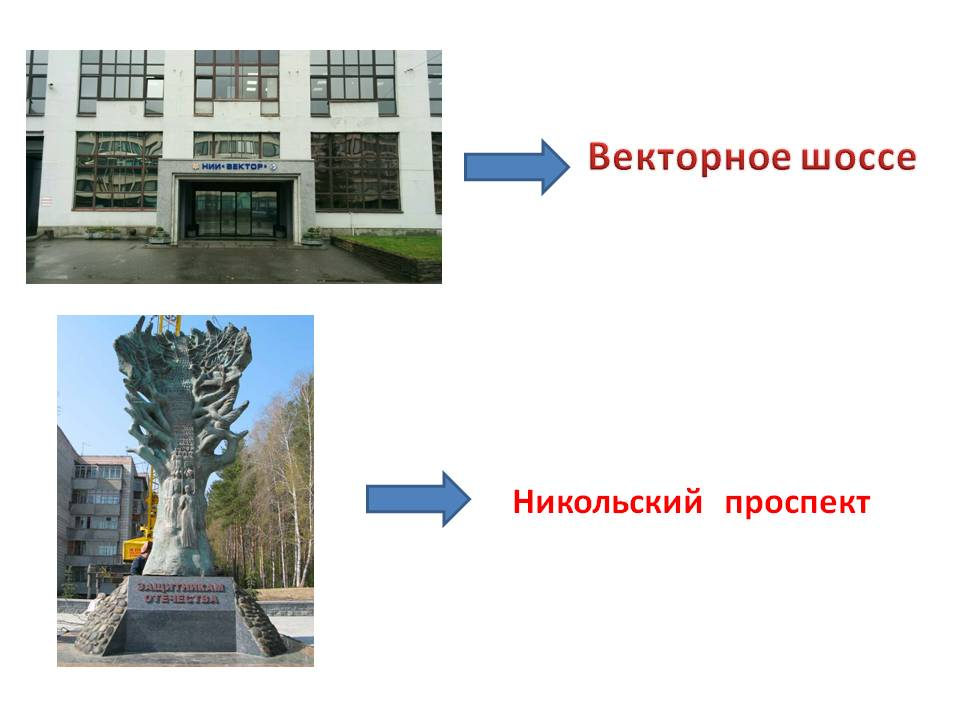 НИИ «ВЕКТОР»
Векторное шоссе
Никольский проспект
ЗАЩИТНИКАМ
ОТЕЧЕСТВА